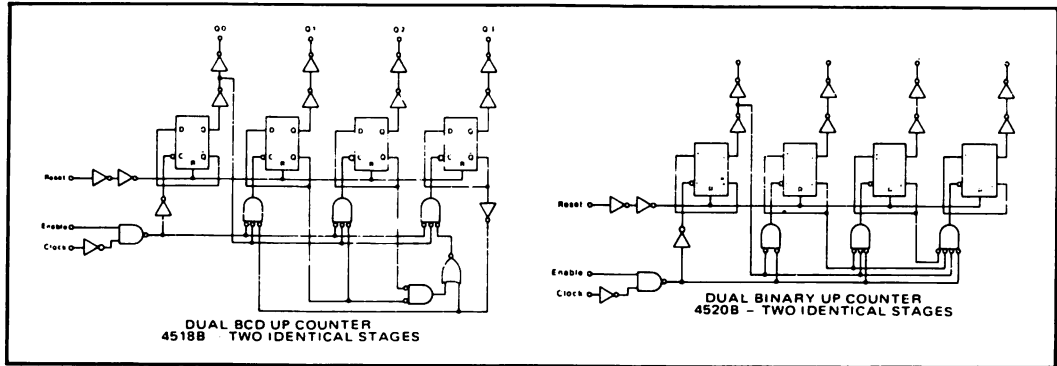 Q0 Q1 Q2 Q3
D Q D Q D Q D Q
C Q C Q C Q C Q
R R R R
Reset
Enable
Clock
DUAL BCD UP COUNTER
4518B - TWO IDENTICAL STAGES
Reset
Enable
Clock
DUAL BINARY UP COUNTER
4520B - TWO IDENTICAL STAGES